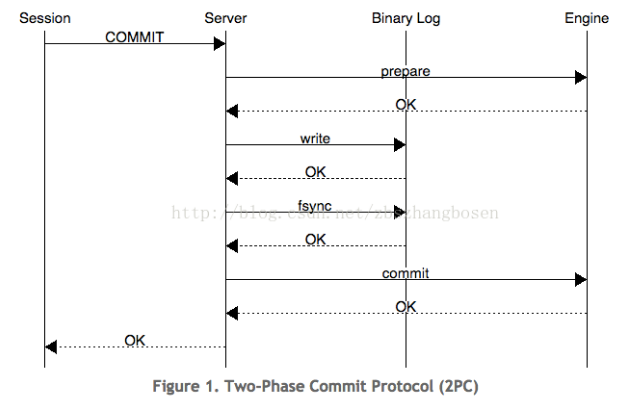 Session Server Binary Log Engine
COMMIT
prepare
OK
write
OK
fsync
http://blog.csdn.net/zbszhangbosen
OK
commit
OK
OK
Figure 1. Two-Phase Commit Protocol (2PC)